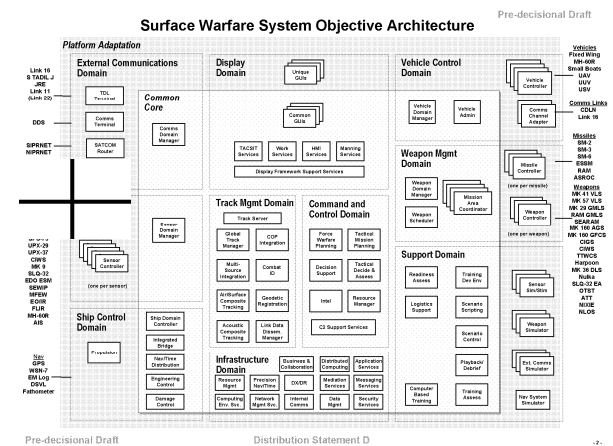 Pre-decisional Draft
Surface Warfare System Objective Architecture
Platform Adaptation
Link 16
S TADIL J
JRE
Link 11
(Link 22)
DDS
SIPRNET
NIPRNET
External Communications
Domain
TDL
Terminal
Comms
Terminal
SATCOM
Router
Common
Core
Comms
Domain
Manager
Sensor
Domain
Manager
Display
Domain
Unique
GUIs
Common
GUIs
TACSIT
Services
Work
Services
HMI
Services
Manning
Services
Display Framework Support Services
Vehicle Control
Domain
Vehicle
Domain
Manager
Vehicle
Admin
Vehicle
Controller
Comms
Channel
Adapter
Vehicles
Fixed Wing
MH-60R
Small Boats
UAV
UUV
USV
Comms Links
CDLN
Link 16
Weapon Mgmt
Domain
Weapon
Domain
Manager
Weapon
Scheduler
Mission
Area
Coordinator
Missile
Controller
(one per missile)
Weapon
Controller
(one per weapon)
Missiles
SM-2
SM-3
SM-6
ESSM
RAM
ASROC
Weapons
MK 41 VLS
MK 57 VLS
MK 29 GMLS
RAM GMLS
SEARAM
MK 160 AGS
MK 160 GFCS
CIGS
CIWS
TTWCS
Harpoon
MK 36 DLS
Nulka
SLQ-32 EA
OTST
ATT
NIXIE
NLOS
UPX-29
UPX-37
CIWS
MK 9
SLQ-32
EDO ESM
SEWIP
MFEW
EO/IR
FLIR
MH-60R
AIS
Sensor
Controller
(one per sensor)
Track Mgmt Domain
Track Server
Global
Track
Manager
COP
Integration
Multi-
Source
Integration
Combat
ID
Air/Surface
Composite
Tracking
Geodetic
Registration
Acoustic
Composite
Tracking
Link Data
Dissem.
Manager
Command and
Control Domain
Force
Warfare
Planning
Tactical
Mission
Planning
Decision
Support
Tactical
Decide &
Assess
Intel
Resource
Manager
C2 Support Services
Support Domain
Readiness
Assess
Training
Dev Env.
Logistics
Support
Scenario
Scripting
Scenario
Control
Playback/
Debrief
Computer
Based
Training
Training
Assess
Sensor
Sim/Stim
Weapon
Simulator
Ext. Comms
Simulator
Nav System
Simulator
Ship Control
Domain
Propulsion
Ship Domain
Controller
Integrated
Bridge
Nav/Time
Distribution
Engineering
Control
Damage
Control
Nav
GPS
WSN-7
EM Log
DSVL
Fathometer
Infrastructure
Domain
Business &
Collaboration
Distributed
Computing
Application
Services
Resource
Mgmt
Precision
Nav/Time
DX/DR
Mediation
Services
Messaging
Services
Computing
Env. Svc.
Network
Mgmt Svc.
Internal
Comms
Data
Mgmt
Security
Services
Pre-decisional Draft
Distribution Statement D
- 2 -